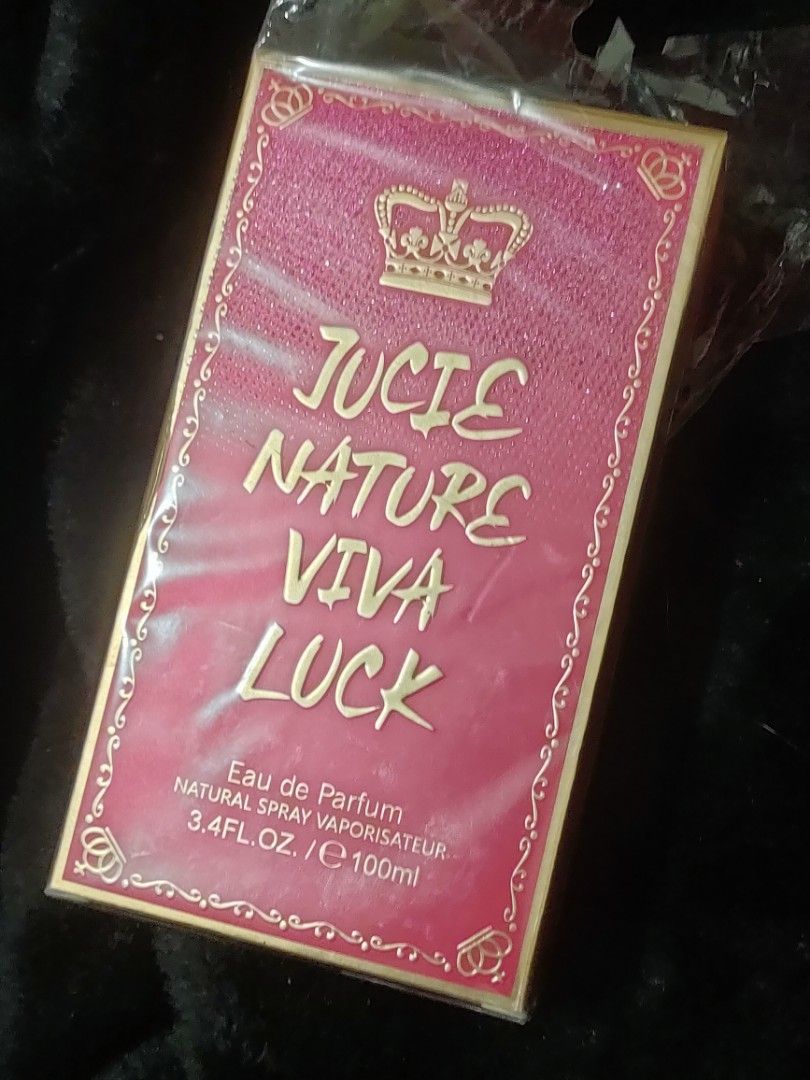 JUCIE
NATURE
VIVA
LUCK
Eau de Parfum
NATURAL SPRAY VAPORISATEUR
3.4FL.OZ. / ℮ 100ml